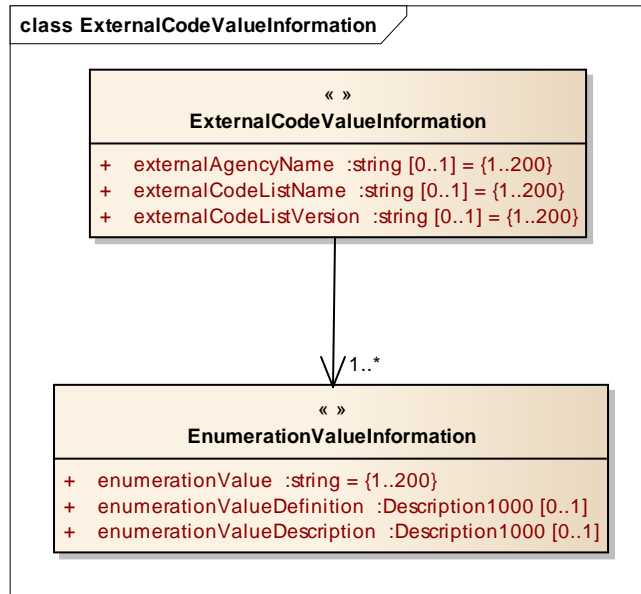 class ExternalCodeValueInformation
« »
ExternalCodeValueInformation
+ externalAgencyName :string [0..1] = {1..200}
+ externalCodeListName :string [0..1] = {1..200}
+ externalCodeListVersion :string [0..1] = {1..200}
1..*
« »
EnumerationValueInformation
+ enumerationValue :string = {1..200}
+ enumerationValueDefinition :Description1000 [0..1]
+ enumerationValueDescription :Description1000 [0..1]